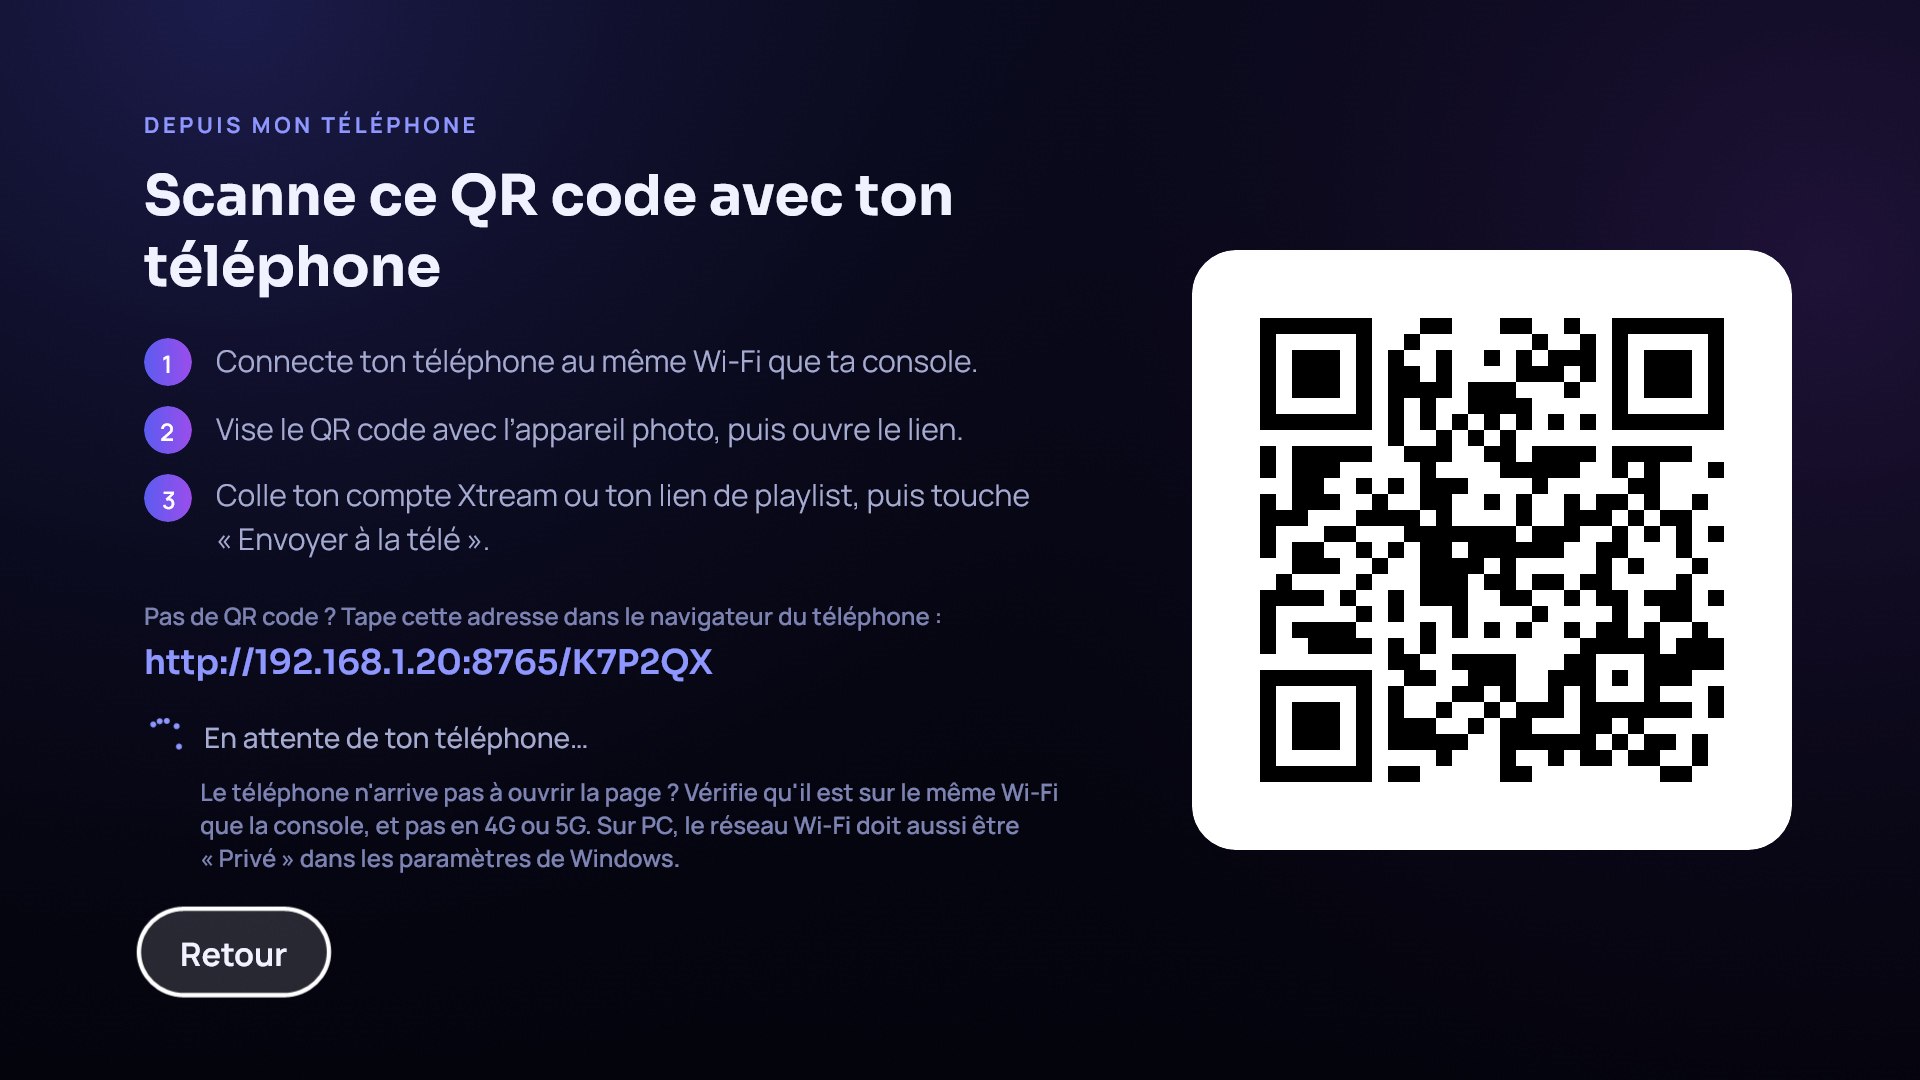 DEPUIS MON TÉLÉPHONE
Scanne ce QR code avec ton
téléphone
1 Connecte ton téléphone au même Wi-Fi que ta console.
2 Vise le QR code avec l’appareil photo, puis ouvre le lien.
3 Colle ton compte Xtream ou ton lien de playlist, puis touche
« Envoyer à la télé ».
Pas de QR code ? Tape cette adresse dans le navigateur du téléphone :
http://192.168.1.20:8765/K7P2QX
En attente de ton téléphone…
Le téléphone n'arrive pas à ouvrir la page ? Vérifie qu'il est sur le même Wi-Fi
que la console, et pas en 4G ou 5G. Sur PC, le réseau Wi-Fi doit aussi être
« Privé » dans les paramètres de Windows.
Retour